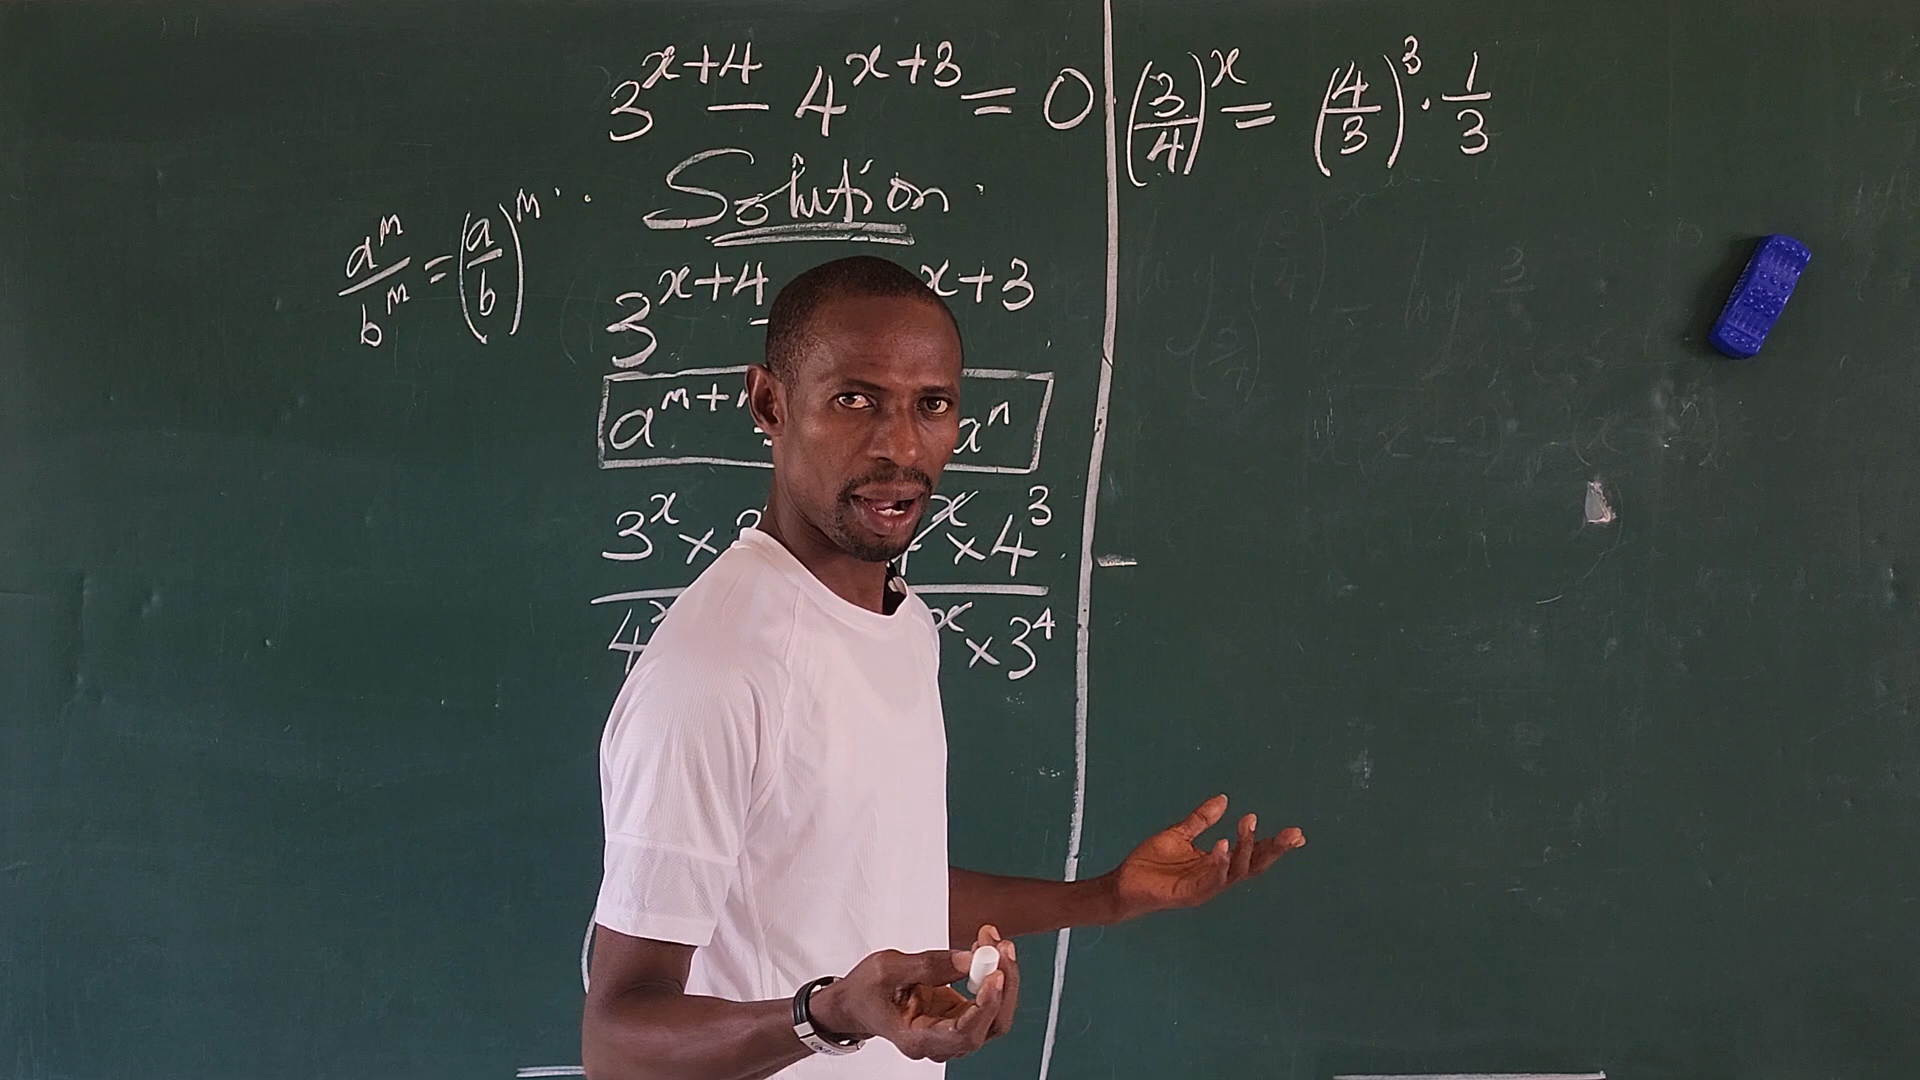 3^{x+4} - 4^{x+3} = 0
Solution
a^m/b^m = (a/b)^m
3^{x+4} - x+3
a^{m+ a^n
3^x × x × 4^3
4 x × 3^4
(3/4)^x = (4/3)^3 · 1/3